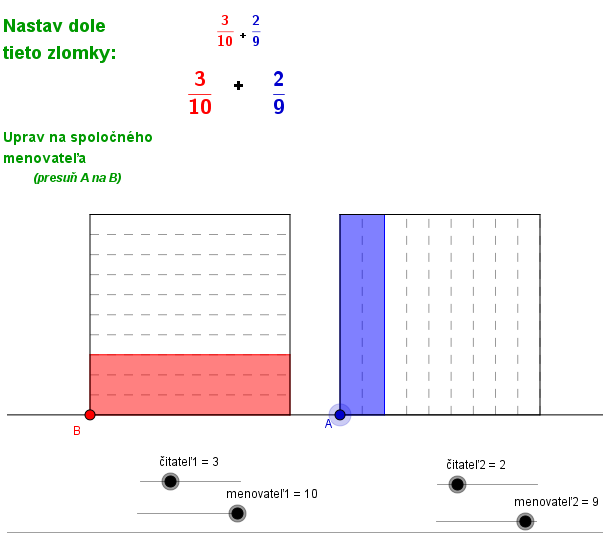 Nastav dole
tieto zlomky:
3/10 + 2/9
3/10 + 2/9
Uprav na spoločného
menovateľa
(presuň A na B)
B
A
čitateľ1 = 3
menovateľ1 = 10
čitateľ2 = 2
menovateľ2 = 9